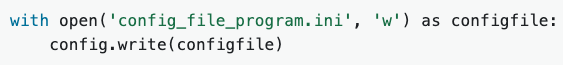 with open('config_file_program.ini', 'w') as configfile:
    config.write(configfile)